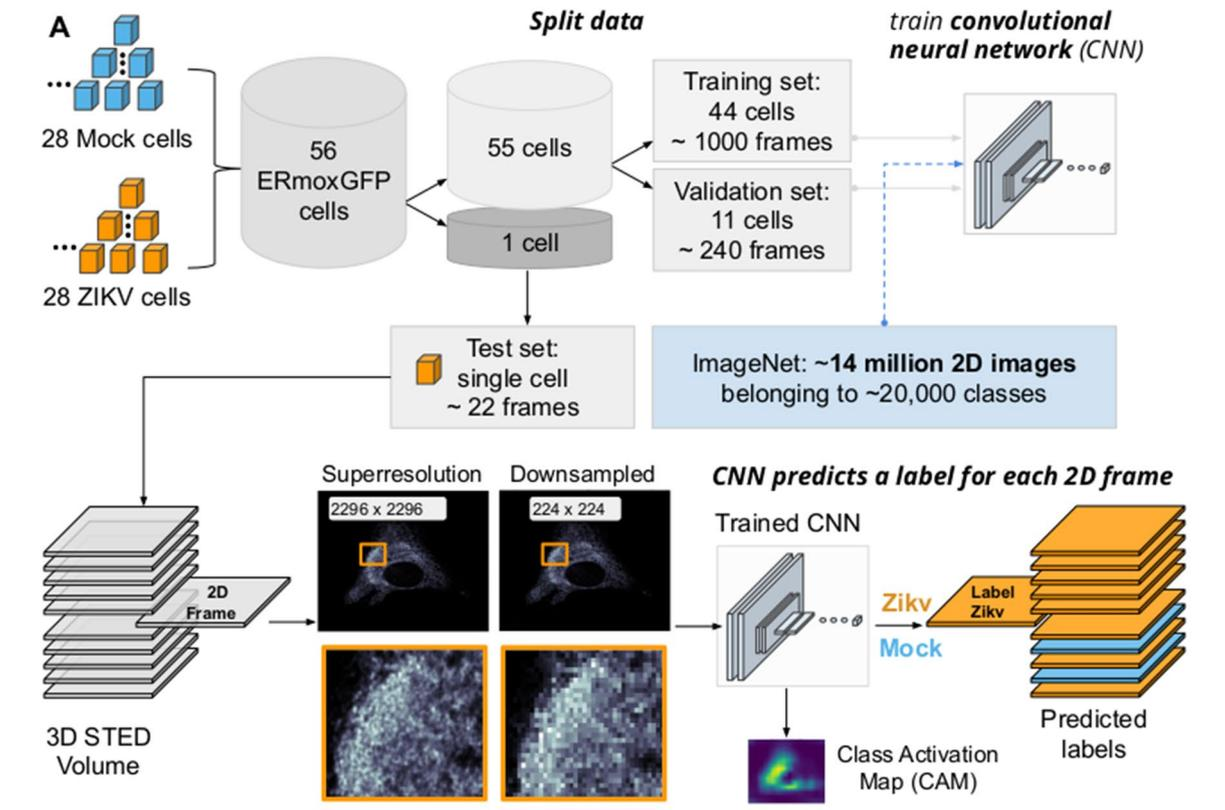 A
Split data
train convolutional
neural network (CNN)
28 Mock cells
28 ZIKV cells
56
ERmoxGFP
cells
55 cells
1 cell
Training set:
44 cells
~ 1000 frames
Validation set:
11 cells
~ 240 frames
Test set:
single cell
~ 22 frames
ImageNet: ~14 million 2D images
belonging to ~20,000 classes
CNN predicts a label for each 2D frame
Superresolution
2296 x 2296
Downsampled
224 x 224
Trained CNN
2D
Frame
Zikv
Mock
Label
Zikv
3D STED
Volume
Class Activation
Map (CAM)
Predicted
labels